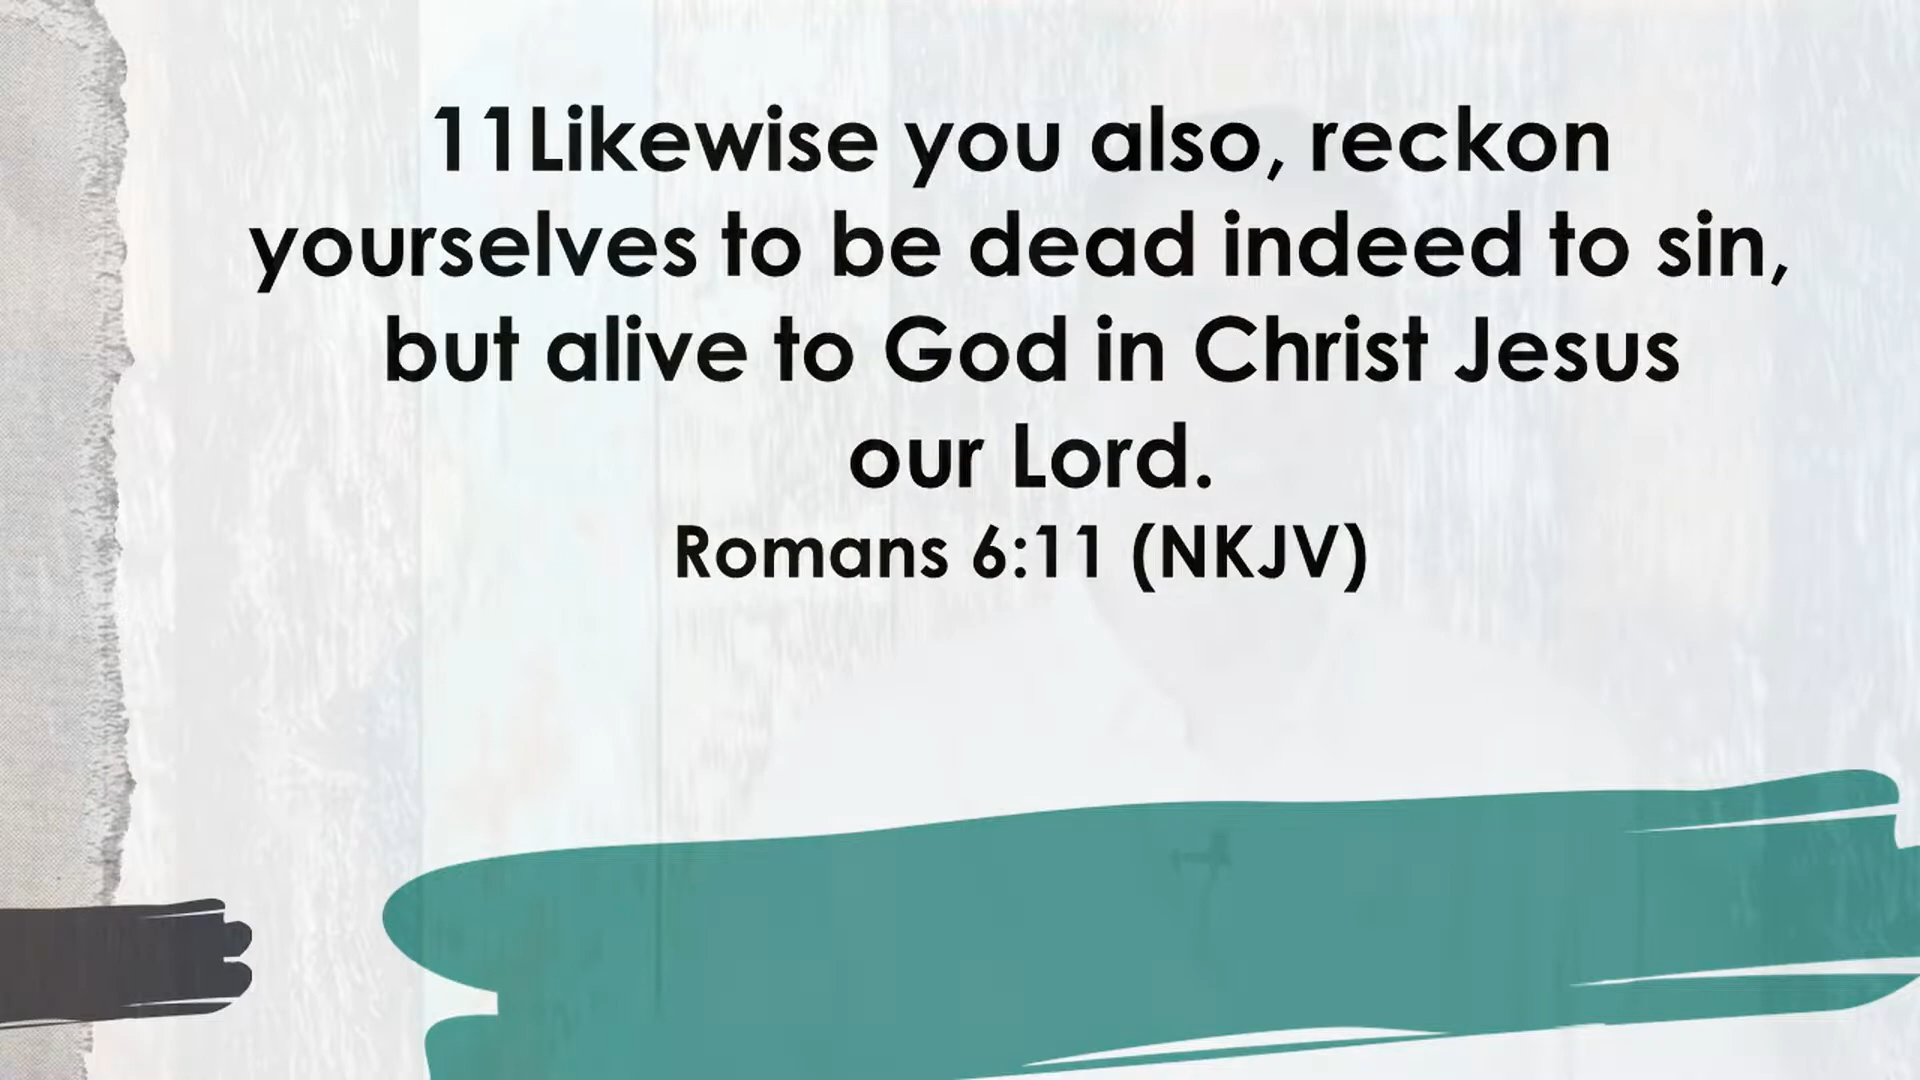 11Likewise you also, reckon
yourselves to be dead indeed to sin,
but alive to God in Christ Jesus
our Lord.
Romans 6:11 (NKJV)